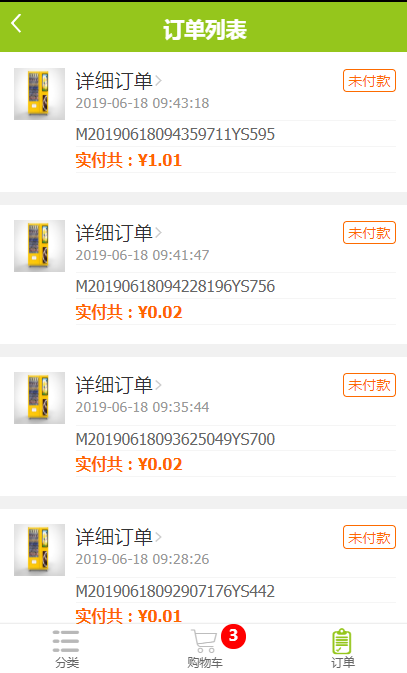 订单列表
详细订单
未付款
2019-06-18 09:43:18
M20190618094359711YS595
实付共：¥1.01
详细订单
未付款
2019-06-18 09:41:47
M20190618094228196YS756
实付共：¥0.02
详细订单
未付款
2019-06-18 09:35:44
M20190618093625049YS700
实付共：¥0.02
详细订单
未付款
2019-06-18 09:28:26
M20190618092907176YS442
实付共：¥0.01
3
分类 购物车 订单